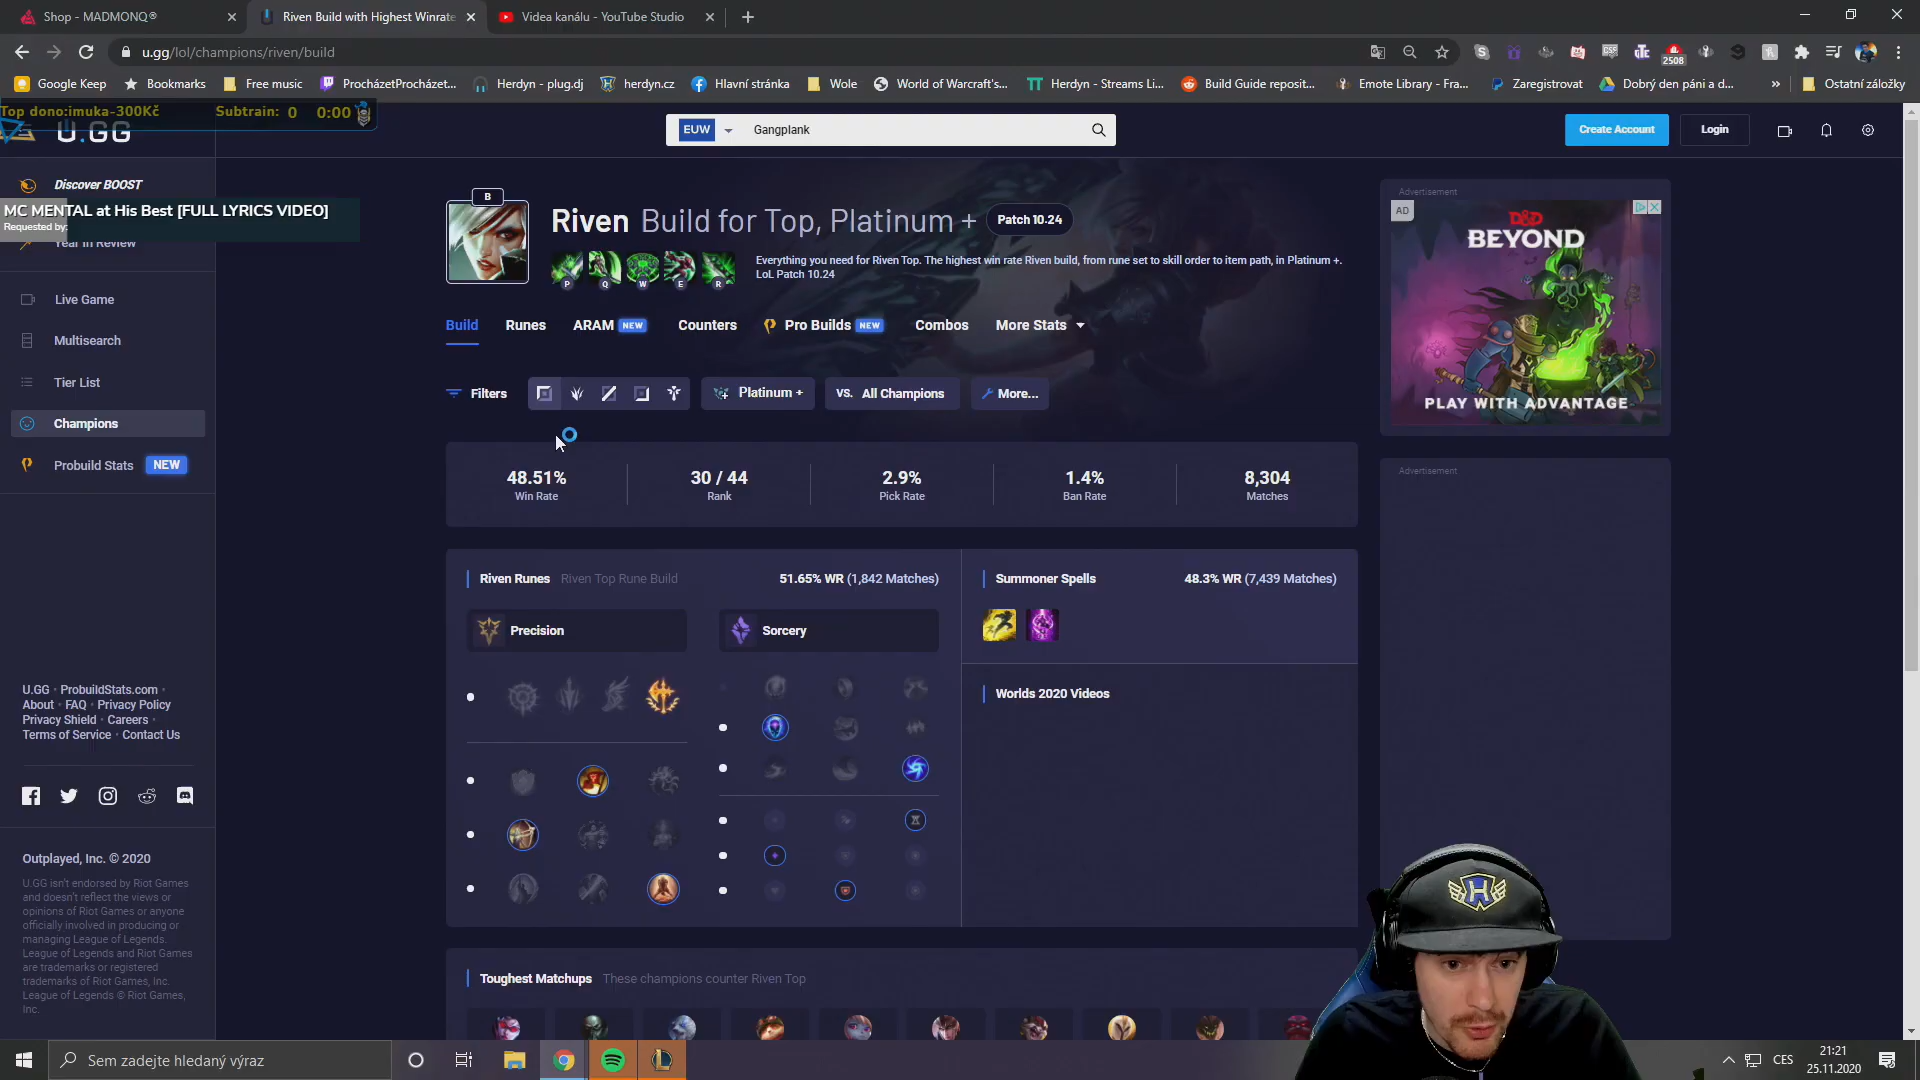 Shop - MADMONQ®
Riven Build with Highest Winrate
Videa kanálu - YouTube Studio
u.gg/lol/champions/riven/build
2508
Google Keep
Bookmarks
Free music
ProcházetProcházet...
Herdyn - plug.dj
herdyn.cz
Hlavní stránka
Wole
World of Warcraft's...
Herdyn - Streams Li...
Build Guide reposit...
Emote Library - Fra...
Zaregistrovat
Dobrý den páni a d...
Ostatní záložky
Top dono:imuka-300Kč
Subtrain: 0 0:00
U.GG
EUW
Gangplank
Create Account
Login
Discover BOOST
MC MENTAL at His Best [FULL LYRICS VIDEO]
Requested by:
Year in Review
Live Game
Multisearch
Tier List
Champions
Probuild Stats NEW
B
Riven Build for Top, Platinum +
Patch 10.24
P Q W E R
Everything you need for Riven Top. The highest win rate Riven build, from rune set to skill order to item path, in Platinum +.
LoL Patch 10.24
Build
Runes
ARAM NEW
Counters
Pro Builds NEW
Combos
More Stats
Filters
Platinum +
VS. All Champions
More...
48.51%
Win Rate
30 / 44
Rank
2.9%
Pick Rate
1.4%
Ban Rate
8,304
Matches
Riven Runes Riven Top Rune Build
51.65% WR (1,842 Matches)
Precision
Sorcery
Summoner Spells
48.3% WR (7,439 Matches)
Worlds 2020 Videos
Toughest Matchups These champions counter Riven Top
Advertisement
AD
D&D
BEYOND
PLAY WITH ADVANTAGE
Advertisement
U.GG · ProbuildStats.com ·
About · FAQ · Privacy Policy
Privacy Shield · Careers ·
Terms of Service · Contact Us
Outplayed, Inc. © 2020
U.GG isn't endorsed by Riot Games
and doesn't reflect the views or
opinions of Riot Games or anyone
officially involved in producing or
managing League of Legends.
League of Legends and Riot Games
are trademarks or registered
trademarks of Riot Games, Inc.
League of Legends © Riot Games,
Inc.
Sem zadejte hledaný výraz
CES
21:21
25.11.2020